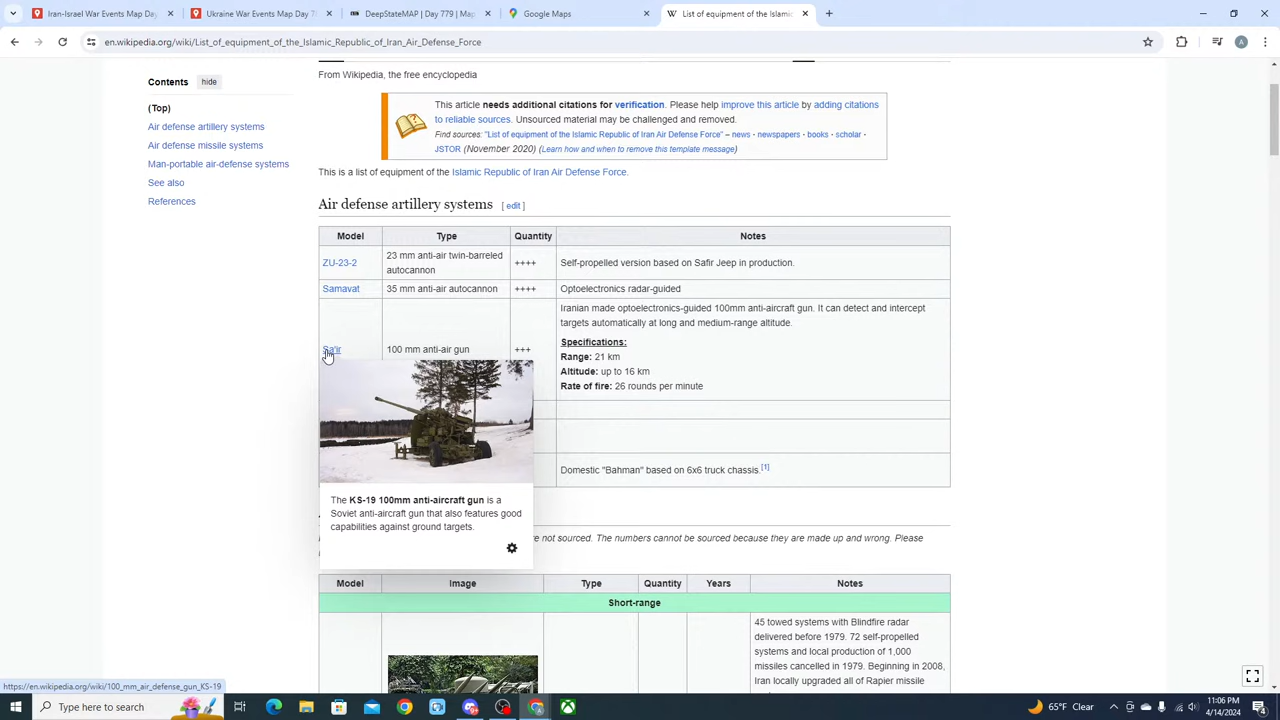 Iran-Israel War Events Map Day
Ukraine War Events Map Day 7
DeepStateMAP | Day 779 | Map
Google Maps
List of equipment of the Islamic
en.wikipedia.org/wiki/List_of_equipment_of_the_Islamic_Republic_of_Iran_Air_Defense_Force
A
Contents hide
(Top)
Air defense artillery systems
Air defense missile systems
Man-portable air-defense systems
See also
References
From Wikipedia, the free encyclopedia
This article needs additional citations for verification. Please help improve this article by adding citations
to reliable sources. Unsourced material may be challenged and removed.
Find sources: "List of equipment of the Islamic Republic of Iran Air Defense Force" – news · newspapers · books · scholar ·
JSTOR (November 2020) (Learn how and when to remove this template message)
This is a list of equipment of the Islamic Republic of Iran Air Defense Force.
Air defense artillery systems [ edit ]
Model Type Quantity Notes
ZU-23-2 23 mm anti-air twin-barreled autocannon ++++ Self-propelled version based on Safir Jeep in production.
Samavat 35 mm anti-air autocannon ++++ Optoelectronics radar-guided
Iranian made optoelectronics-guided 100mm anti-aircraft gun. It can detect and intercept
targets automatically at long and medium-range altitude.
Specifications:
Sa'ir 100 mm anti-air gun +++
Range: 21 km
Altitude: up to 16 km
Rate of fire: 26 rounds per minute
Domestic "Bahman" based on 6x6 truck chassis.[1]
The KS-19 100mm anti-aircraft gun is a
Soviet anti-aircraft gun that also features good
capabilities against ground targets.
not sourced. The numbers cannot be sourced because they are made up and wrong. Please
Model Image Type Quantity Years Notes
Short-range
45 towed systems with Blindfire radar
delivered before 1979. 72 self-propelled
systems and local production of 1,000
missiles cancelled in 1979. Beginning in 2008,
Iran locally upgraded all of Rapier missile
https://en.wikipedia.org/wiki/100_mm_air_defense_gun_KS-19
Type here to search
65°F Clear
11:06 PM
4/14/2024